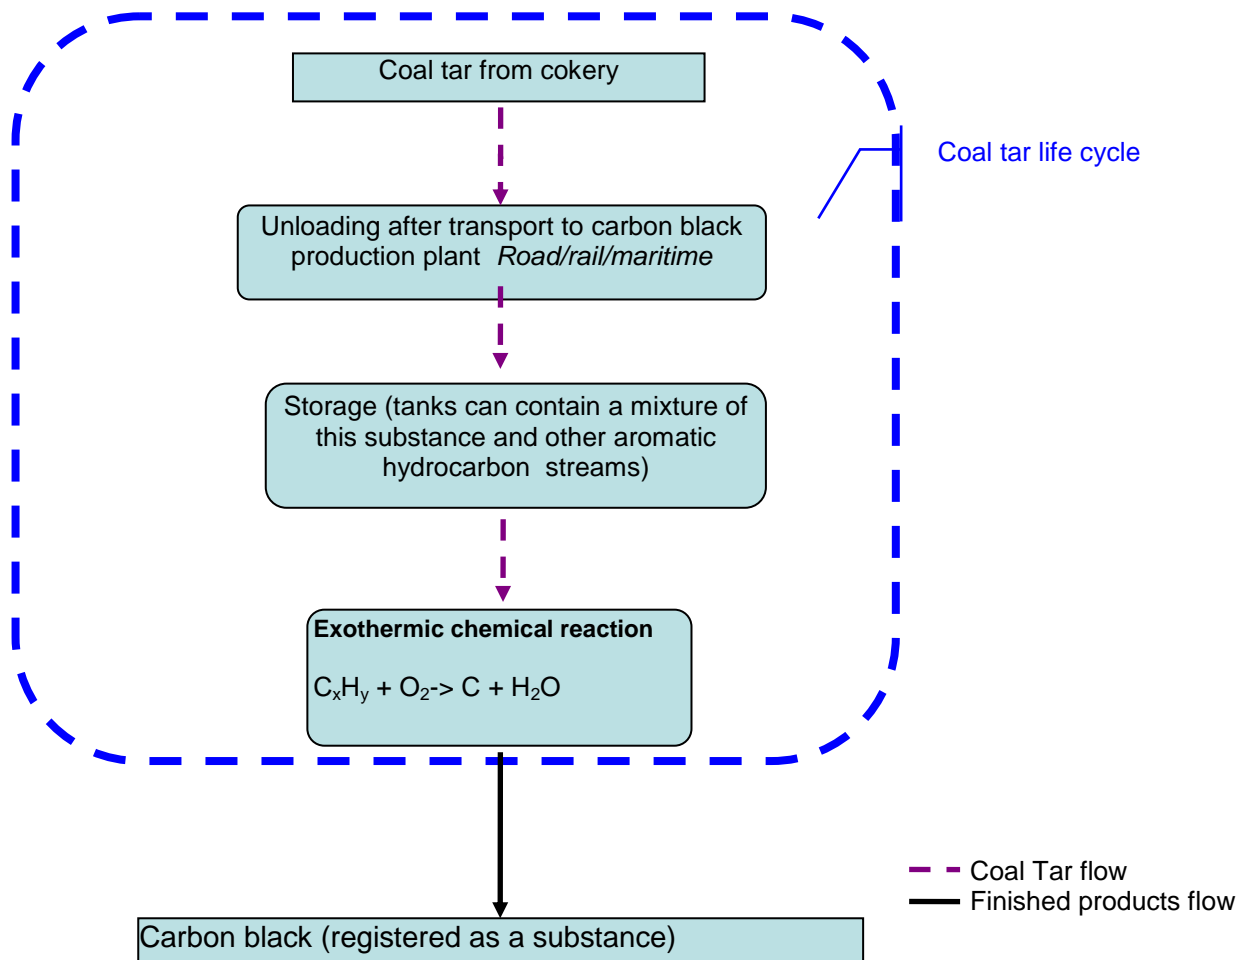 Coal tar from cokery
Coal tar life cycle
Unloading after transport to carbon black
production plant Road/rail/maritime
Storage (tanks can contain a mixture of
this substance and other aromatic
hydrocarbon streams)
Exothermic chemical reaction
CxHy + O2-> C + H2O
Coal Tar flow
Finished products flow
Carbon black (registered as a substance)